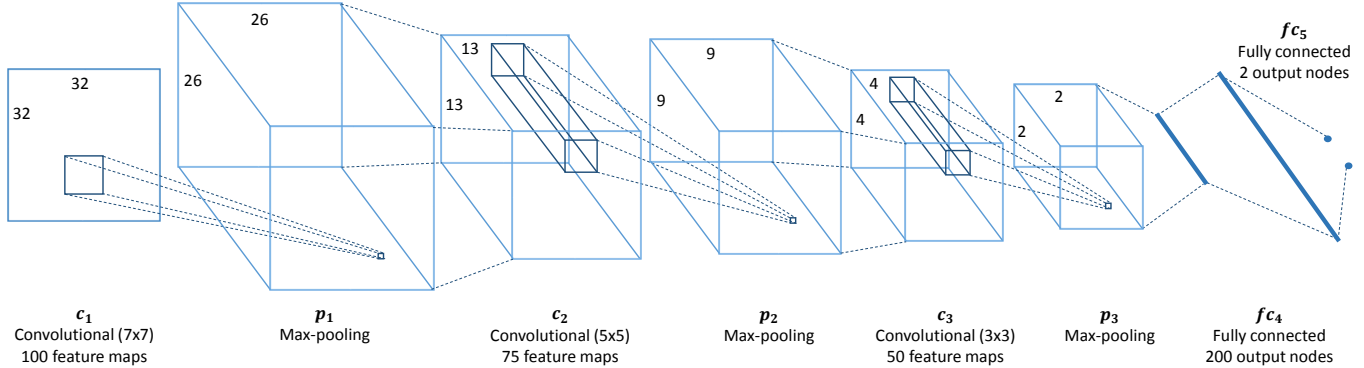 32
32
26
26
13
13
9
9
4
4
2
2
fc5
Fully connected
2 output nodes
c1
Convolutional (7x7)
100 feature maps
p1
Max-pooling
c2
Convolutional (5x5)
75 feature maps
p2
Max-pooling
c3
Convolutional (3x3)
50 feature maps
p3
Max-pooling
fc4
Fully connected
200 output nodes